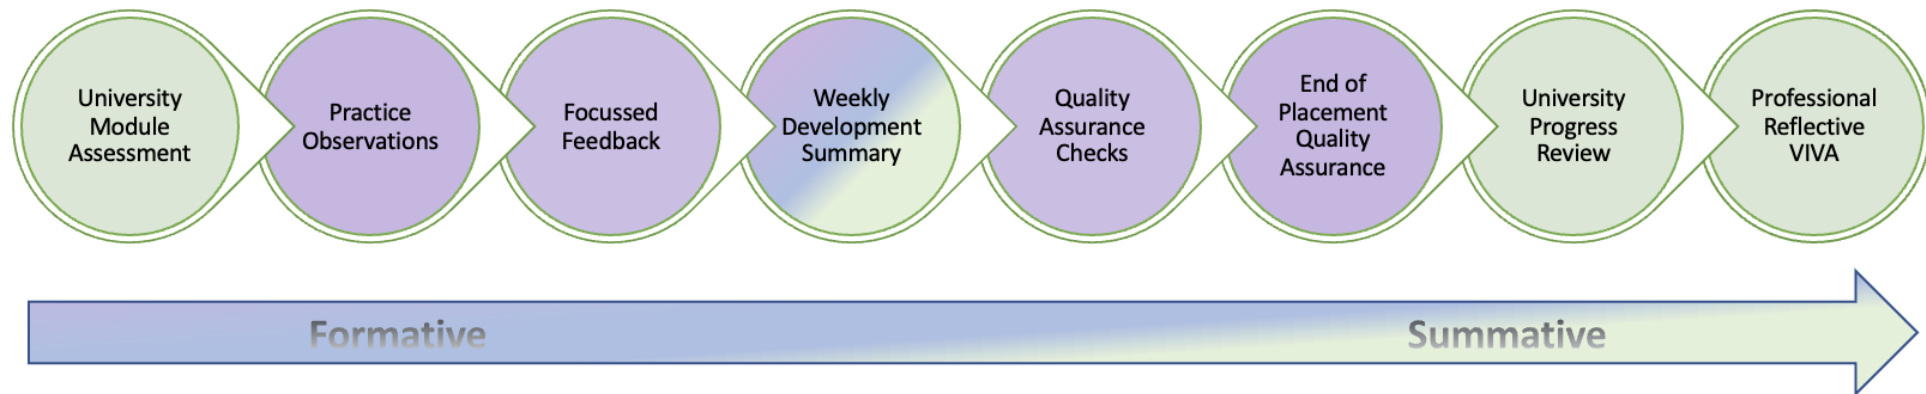 University
Module
Assessment
Practice
Observations
Focussed
Feedback
Weekly
Development
Summary
Quality
Assurance
Checks
End of
Placement
Quality
Assurance
University
Progress
Review
Professional
Reflective
VIVA
Formative
Summative